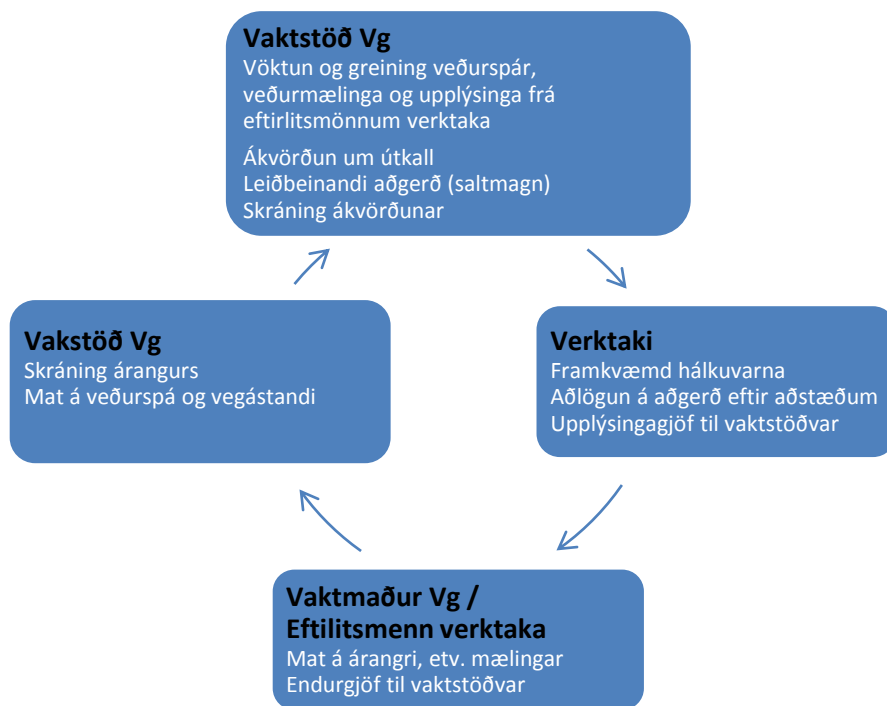 Vaktstöð Vg
Vöktun og greining veðurspár,
veðurmælinga og upplýsinga frá
eftirlitsmönnum verktaka
Ákvörðun um útkall
Leiðbeinandi aðgerð (saltmagn)
Skráning ákvörðunar
Verktaki
Framkvæmd hálkuvarna
Aðlögun á aðgerð eftir aðstæðum
Upplýsingagjöf til vaktstöðvar
Vaktmaður Vg /
Eftilitsmenn verktaka
Mat á árangri, etv. mælingar
Endurgjöf til vaktstöðvar
Vakstöð Vg
Skráning árangurs
Mat á veðurspá og vegástandi